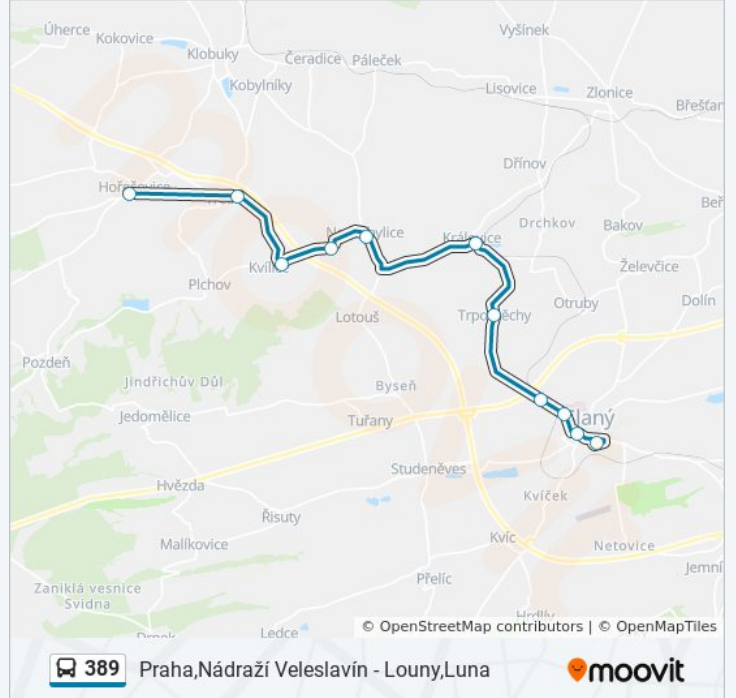 Úherce
Kokovice
Vyšínek
Klobuky
Čeradice
Páleček
Kobylníky
Lisovice
Zlonice
Břešťan
Dřínov
Hořešovice
Drchkov
Královice
Bakov
Kvílice
Želevčice
Plchov
Otruby
Dolín
Lotouš
Pozdeň
Jindřichův Důl
Byseň
Jedomělice
Tuřany
laný
Studeněves
Hvězda
Kvíček
Řisuty
Malíkovice
Kvíc
Netovice
Přelíc
Jemní
Zaniklá vesnice
Svidna
Ledce
© OpenStreetMap contributors | © OpenMapTiles
389 Praha,Nádraží Veleslavín - Louny,Luna
moovit